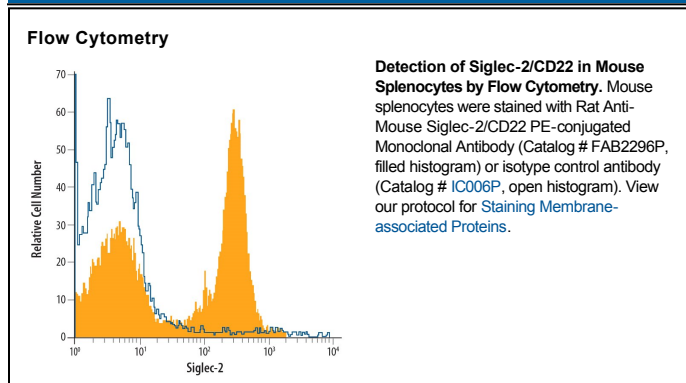 Flow Cytometry
70
60
50
40
30
20
10
0
Relative Cell Number
10⁰
10¹
10²
10³
10⁴
Siglec-2
Detection of Siglec-2/CD22 in Mouse
Splenocytes by Flow Cytometry. Mouse
splenocytes were stained with Rat Anti-
Mouse Siglec-2/CD22 PE-conjugated
Monoclonal Antibody (Catalog # FAB2296P,
filled histogram) or isotype control antibody
(Catalog # IC006P, open histogram). View
our protocol for Staining Membrane-
associated Proteins.